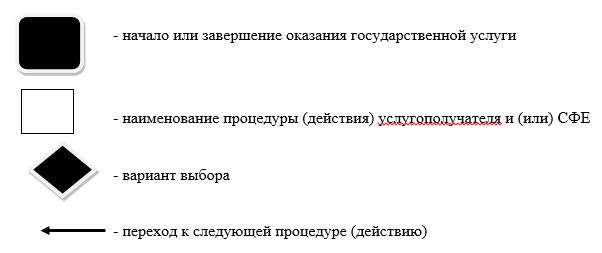 - начало или завершение оказания государственной услуги
- наименование процедуры (действия) услугополучателя и (или) СФЕ
- вариант выбора
- переход к следующей процедуре (действию)